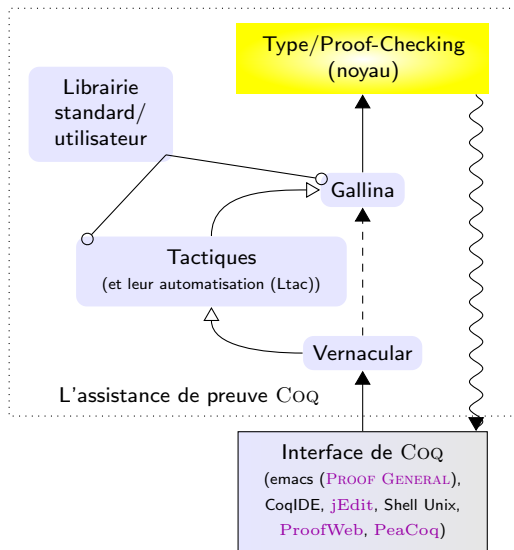 Type/Proof-Checking
(noyau)
Librairie
standard/
utilisateur
Gallina
Tactiques
(et leur automatisation (Ltac))
Vernacular
L'assistance de preuve COQ
Interface de COQ
(emacs (PROOF GENERAL),
CoqIDE, jEdit, Shell Unix,
ProofWeb, PeaCoq)